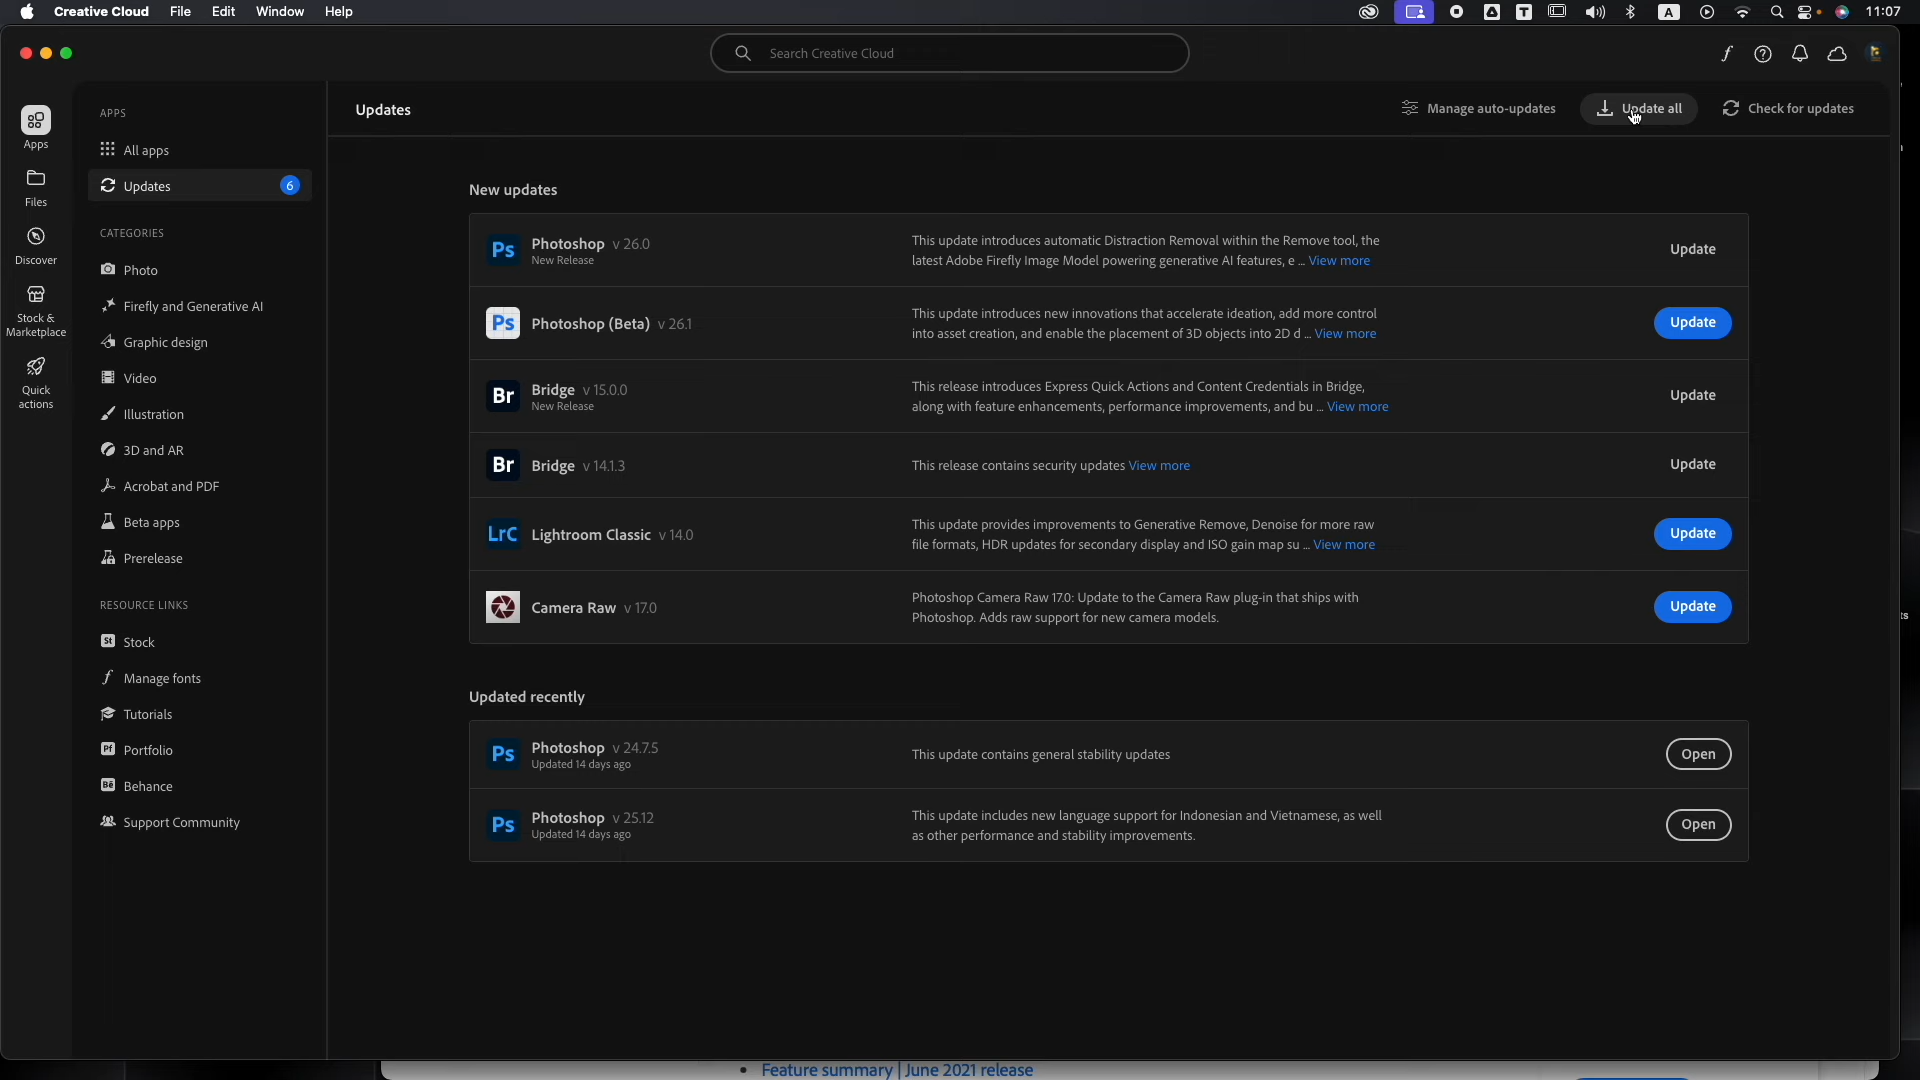 Creative Cloud File Edit Window Help
T A 11:07
Search Creative Cloud
Apps
Files
Discover
Stock &
Marketplace
Quick
actions
APPS
All apps
Updates 6
CATEGORIES
Photo
Firefly and Generative AI
Graphic design
Video
Illustration
3D and AR
Acrobat and PDF
Beta apps
Prerelease
RESOURCE LINKS
St Stock
Manage fonts
Tutorials
Pf Portfolio
Bē Behance
Support Community
Updates
Manage auto-updates
Update all
Check for updates
New updates
Ps Photoshop v 26.0
New Release
This update introduces automatic Distraction Removal within the Remove tool, the
latest Adobe Firefly Image Model powering generative AI features, e ... View more
Update
Ps Photoshop (Beta) v 26.1
This update introduces new innovations that accelerate ideation, add more control
into asset creation, and enable the placement of 3D objects into 2D d ... View more
Update
Br Bridge v 15.0.0
New Release
This release introduces Express Quick Actions and Content Credentials in Bridge,
along with feature enhancements, performance improvements, and bu ... View more
Update
Br Bridge v 14.1.3
This release contains security updates View more
Update
LrC Lightroom Classic v 14.0
This update provides improvements to Generative Remove, Denoise for more raw
file formats, HDR updates for secondary display and ISO gain map su ... View more
Update
Camera Raw v 17.0
Photoshop Camera Raw 17.0: Update to the Camera Raw plug-in that ships with
Photoshop. Adds raw support for new camera models.
Update
Updated recently
Ps Photoshop v 24.7.5
Updated 14 days ago
This update contains general stability updates
Open
Ps Photoshop v 25.12
Updated 14 days ago
This update includes new language support for Indonesian and Vietnamese, as well
as other performance and stability improvements.
Open
ts
• Feature summary | June 2021 release